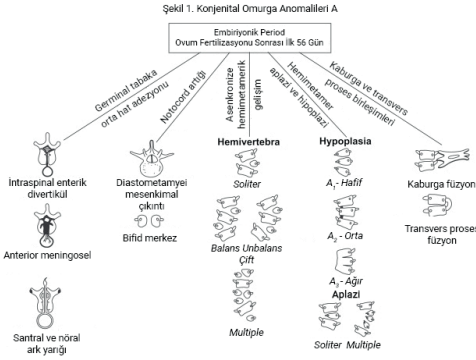 Şekil 1. Konjenital Omurga Anomalileri A
Embiriyonik Period
Ovum Fertilizasyonu Sonrası İlk 56 Gün
Germinal tabaka
orta hat adezyonu
Notocord artığı
Asenkronize
hemimetamerik
gelişim
Hemimetamer
aplazi ve hipoplazi
Kaburga ve transvers
proses birleşimleri
İntraspinal enterik
divertikül
Anterior meningosel
Santral ve nöral
ark yarığı
Diastometamyei
mesenkimal
çıkıntı
Bifid merkez
Hemivertebra
Soliter
Balans Unbalans
Çift
Multiple
Hypoplasia
A₁- Hafif
A₂ - Orta
A₃- Ağır
Aplazi
Soliter Multiple
Kaburga füzyon
Transvers proses
füzyon